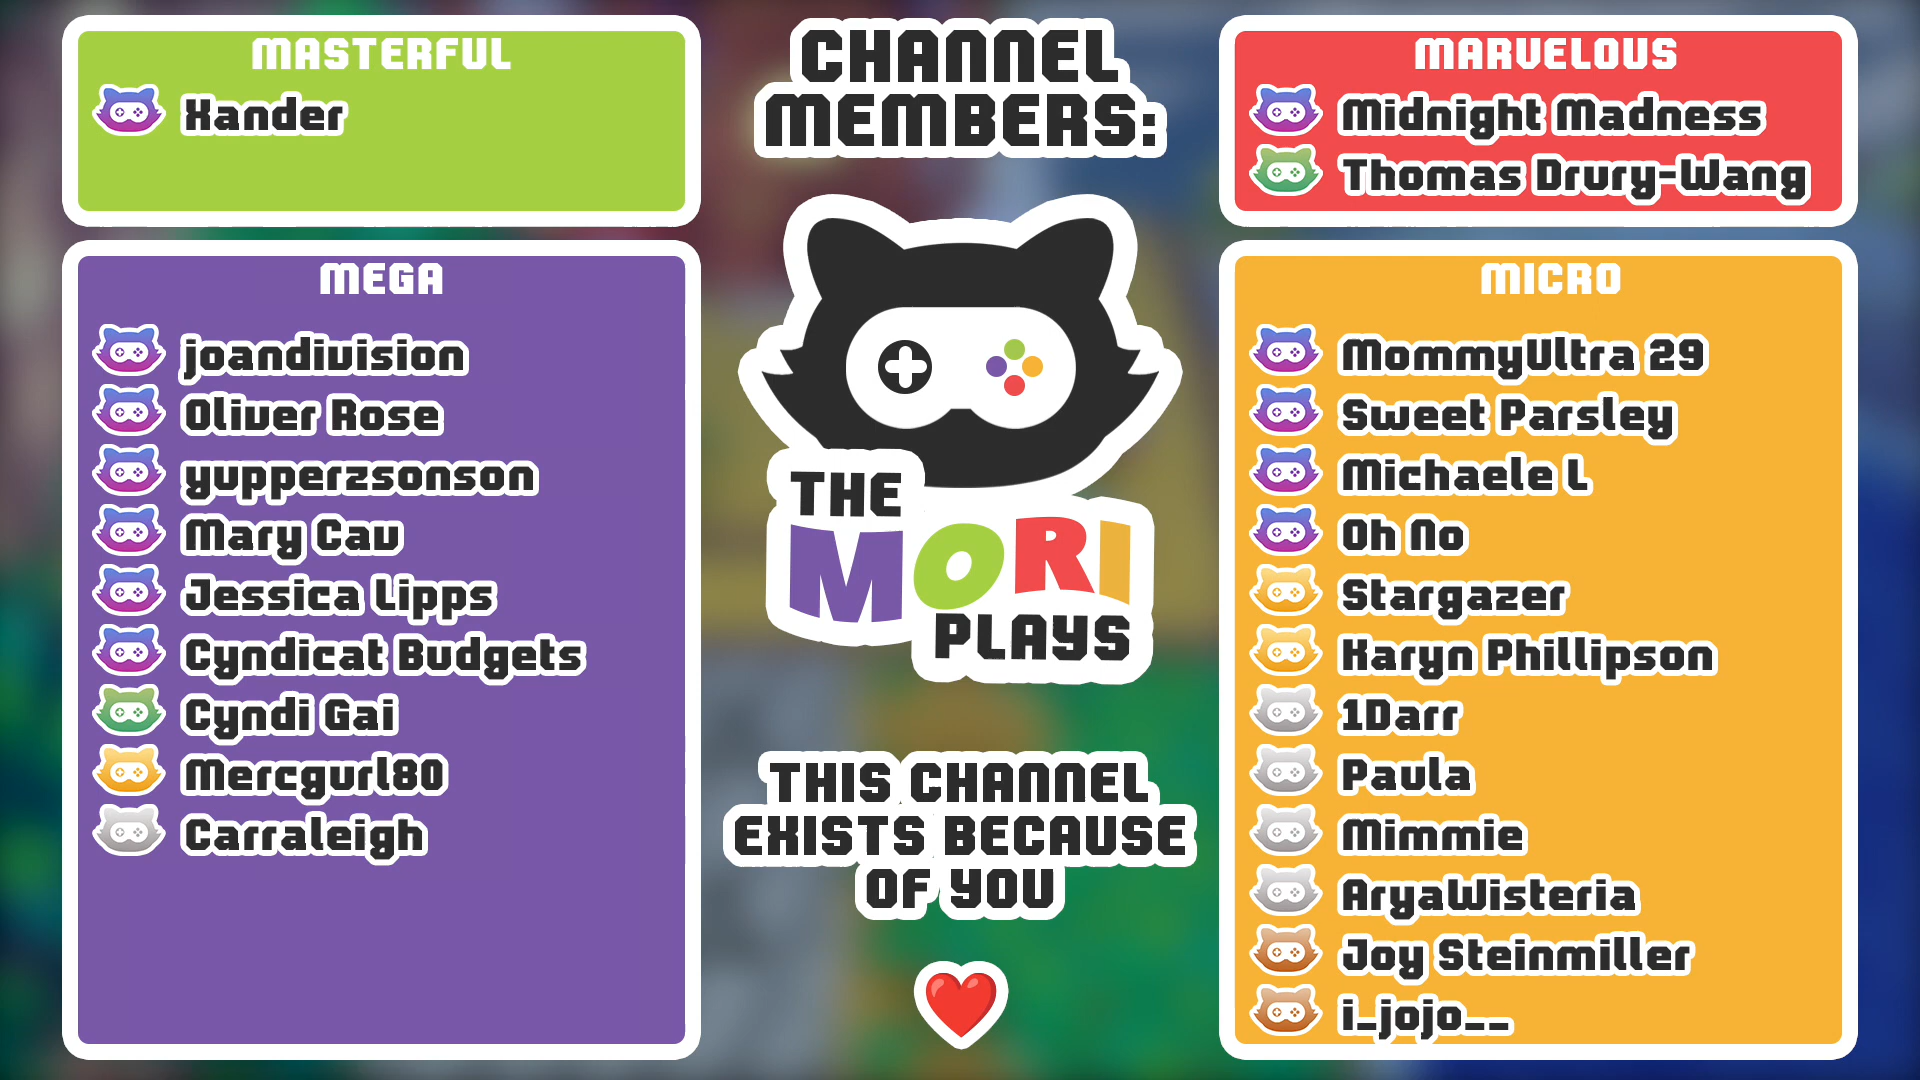 MASTERFUL
Xander
MEGA
joandivision
Oliver Rose
yupperzsonson
Mary Cav
Jessica Lipps
Cyndicat Budgets
Cyndi Gai
Mercgurl80
Carraleigh
CHANNEL
MEMBERS:
THE
MORI
PLAYS
THIS CHANNEL
EXISTS BECAUSE
OF YOU
MARVELOUS
Midnight Madness
Thomas Drury-Wang
MICRO
MommyUltra 29
Sweet Parsley
Michaele L
Oh No
Stargazer
Karyn Phillipson
1Darr
Paula
Mimmie
AryaWisteria
Joy Steinmiller
i_jojo__